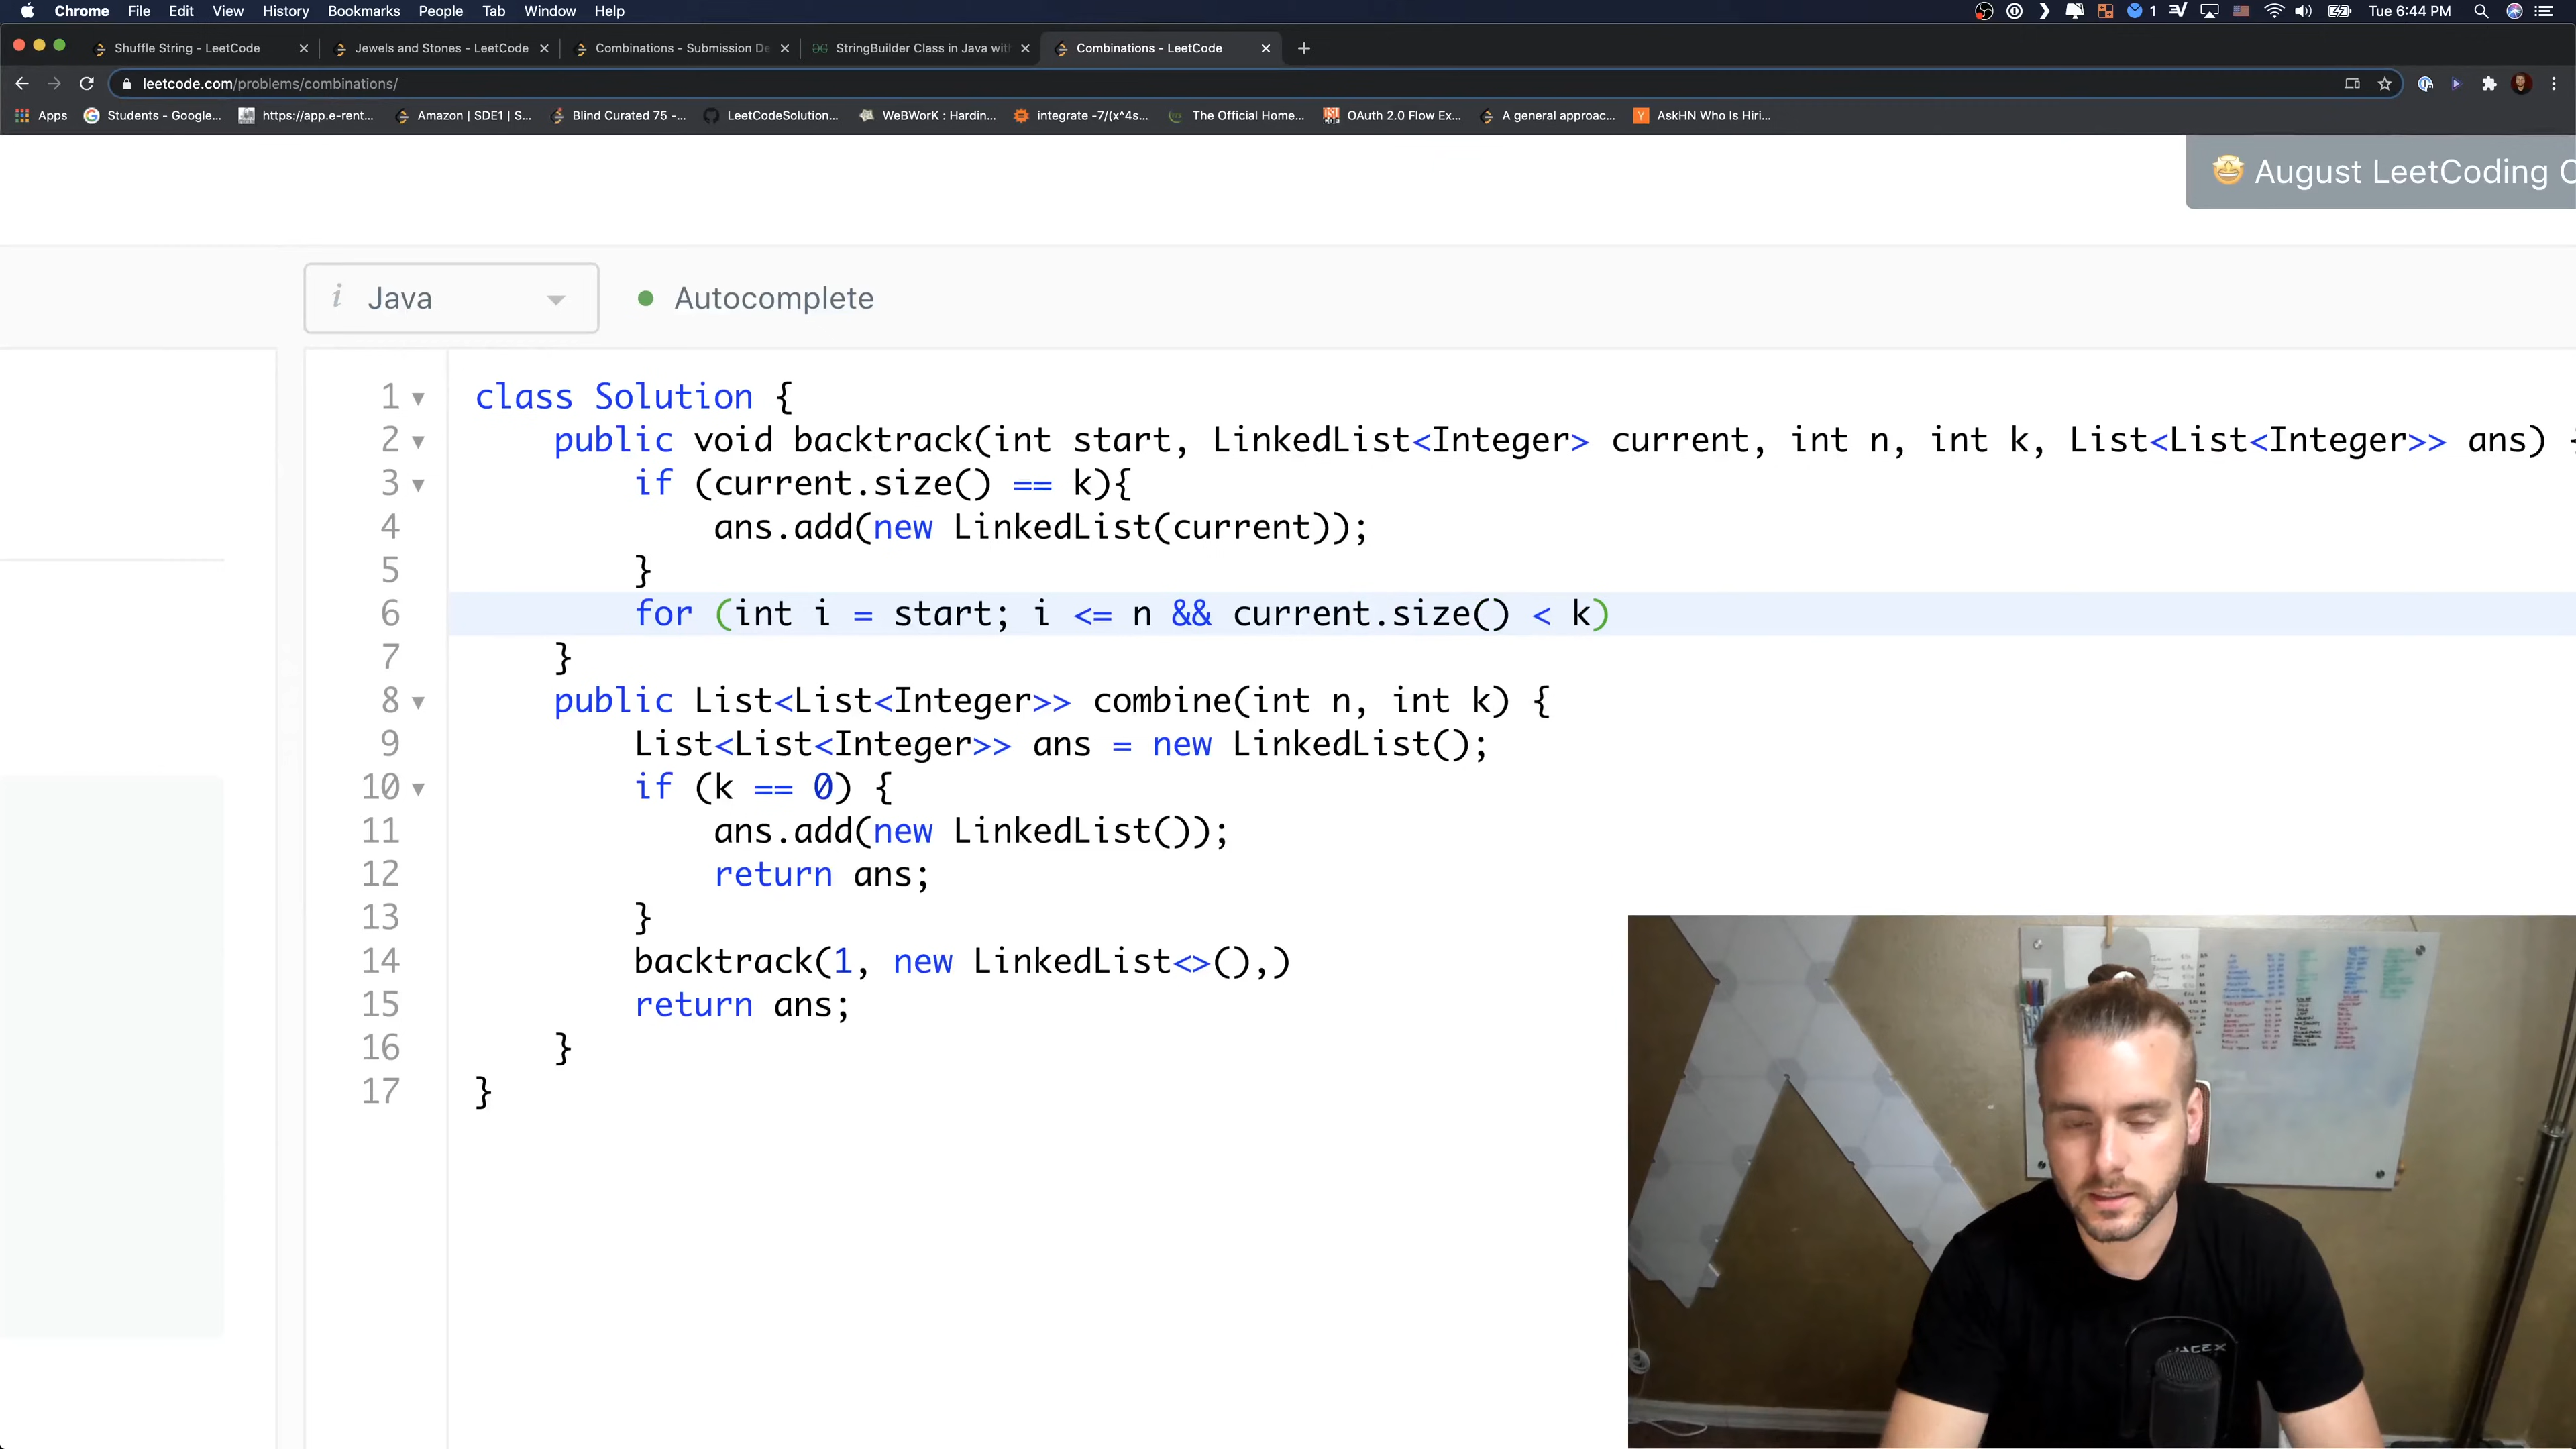 Chrome File Edit View History Bookmarks People Tab Window Help 1 Tue 6:44 PM
Shuffle String - LeetCode Jewels and Stones - LeetCode Combinations - Submission De StringBuilder Class in Java wit Combinations - LeetCode
leetcode.com/problems/combinations/
Apps Students - Google... https://app.e-rent... Amazon | SDE1 | S... Blind Curated 75 -... LeetCodeSolution... WeBWorK : Hardin... integrate -7/(x^4s... The Official Home... OAuth 2.0 Flow Ex... A general approac... AskHN Who Is Hiri...
August LeetCoding C
i Java Autocomplete
1 class Solution {
2 public void backtrack(int start, LinkedList<Integer> current, int n, int k, List<List<Integer>> ans) {
3 if (current.size() == k){
4 ans.add(new LinkedList(current));
5 }
6 for (int i = start; i <= n && current.size() < k)
7 }
8 public List<List<Integer>> combine(int n, int k) {
9 List<List<Integer>> ans = new LinkedList();
10 if (k == 0) {
11 ans.add(new LinkedList());
12 return ans;
13 }
14 backtrack(1, new LinkedList<>(),)
15 return ans;
16 }
17 }